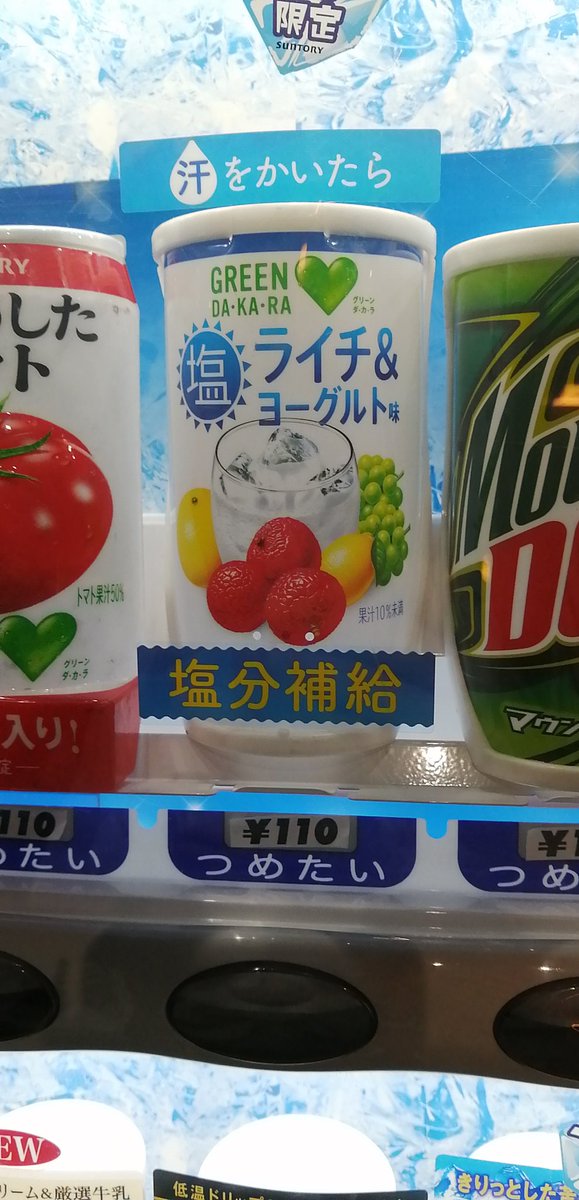 限定
SUNTORY
汗をかいたら
GREEN
DA・KA・RA
グリーン
ダ・カ・ラ
塩
ライチ&
ヨーグルト味
果汁10%未満
塩分補給
RY
した
ト
トマト果汁50%
グリーン
ダ・カ・ラ
入り!
マウン
110
つめたい
¥110
つめたい
¥1
つめ
EW
リーム&厳選牛乳
低温ドリップ
きりっとした